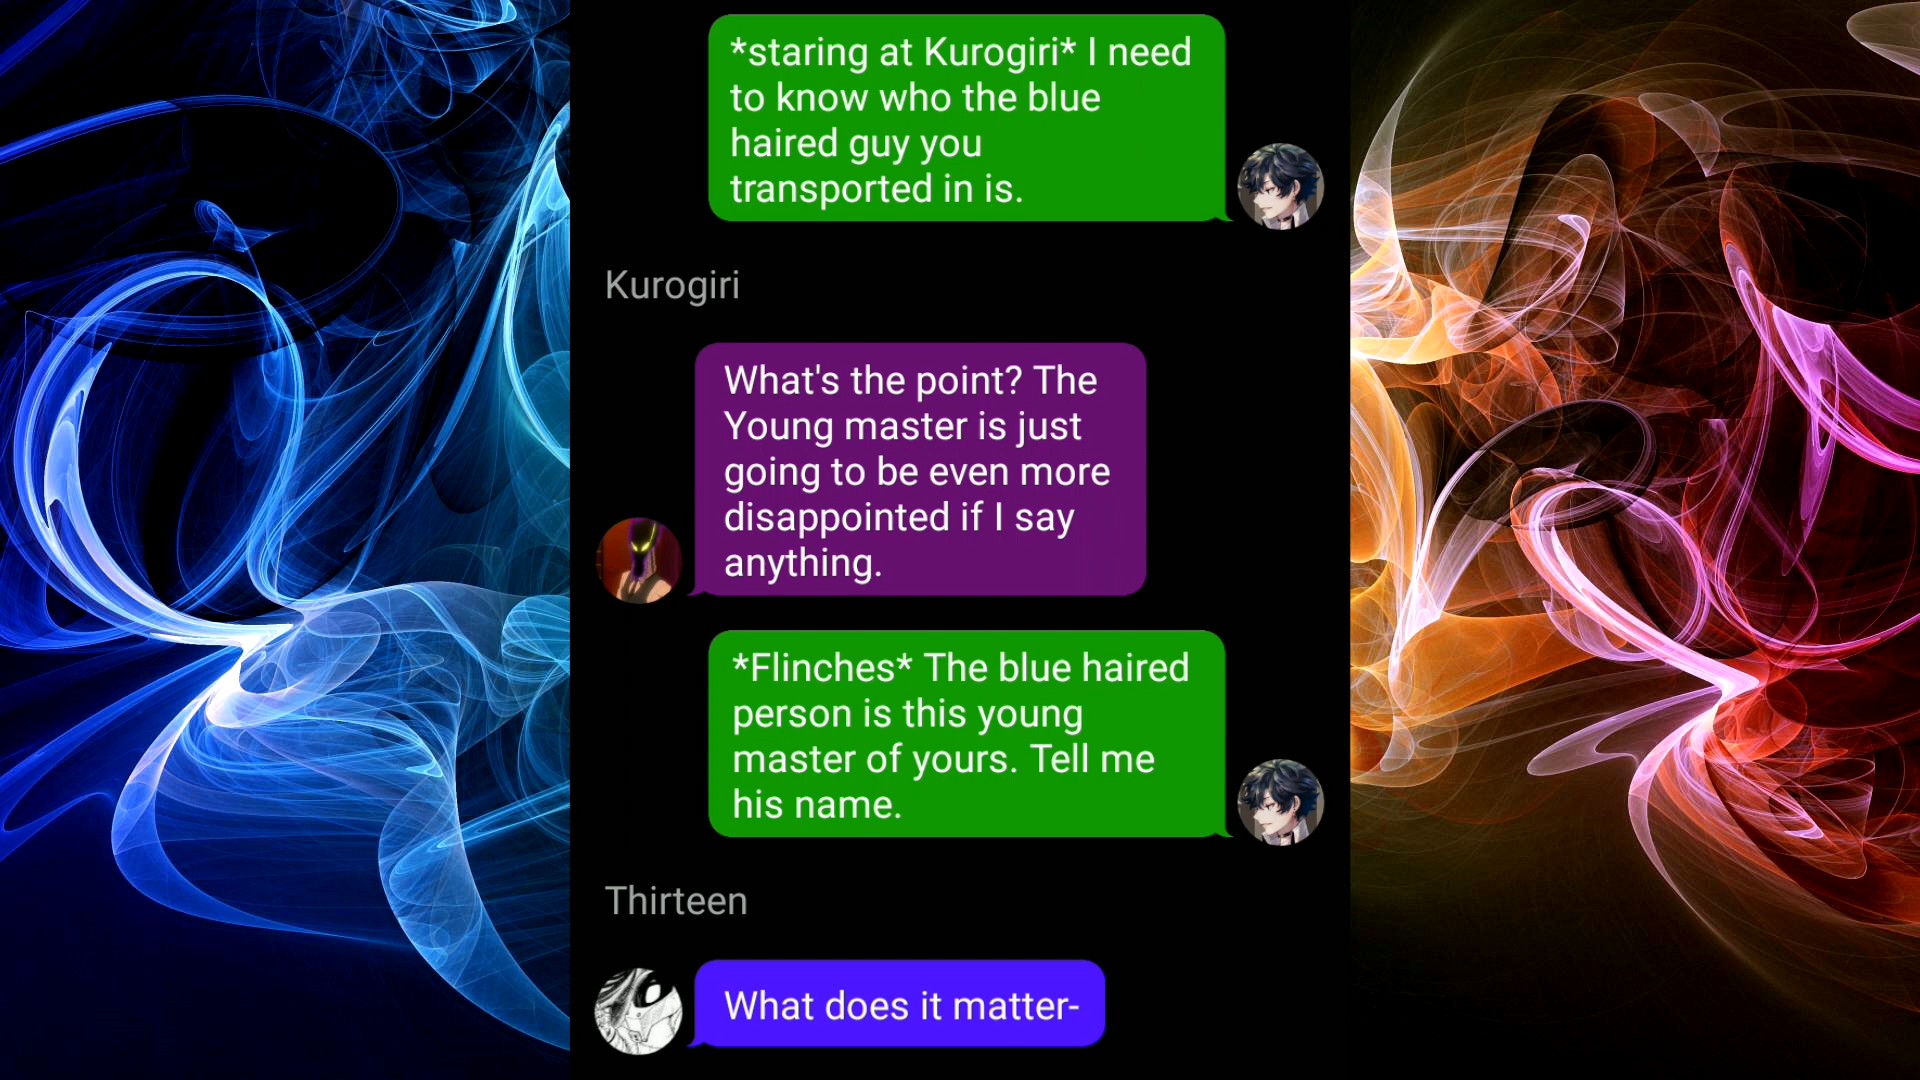 *staring at Kurogiri* I need
to know who the blue
haired guy you
transported in is.
Kurogiri
What's the point? The
Young master is just
going to be even more
disappointed if I say
anything.
*Flinches* The blue haired
person is this young
master of yours. Tell me
his name.
Thirteen
What does it matter-